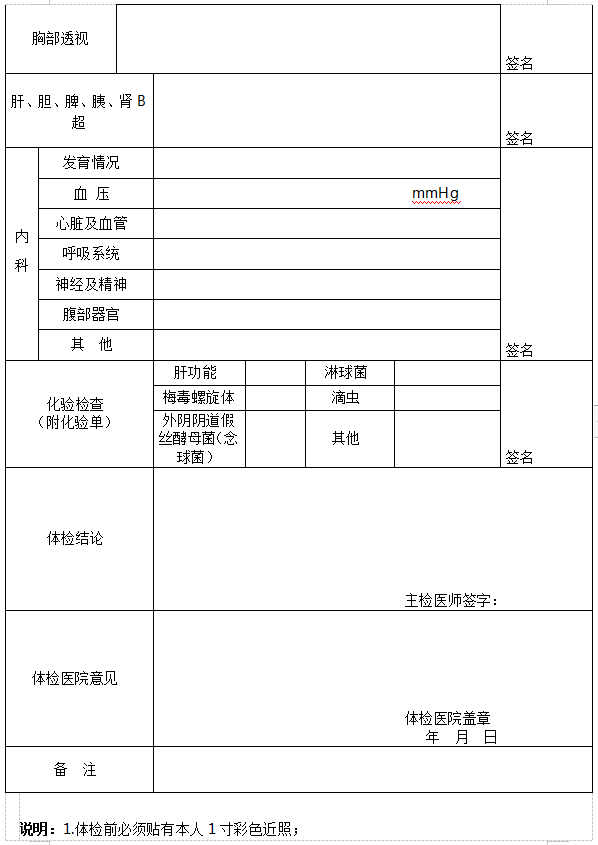 胸部透视
签名
肝、胆、脾、胰、肾B
超
签名
内
科
发育情况
血 压
mmHg
心脏及血管
呼吸系统
神经及精神
腹部器官
其 他
签名
化验检查
（附化验单）
肝功能
淋球菌
梅毒螺旋体
滴虫
外阴阴道假
丝酵母菌（念
球菌）
其他
签名
体检结论
主检医师签字：
体检医院意见
体检医院盖章
年 月 日
备 注
说明：1.体检前必须贴有本人1寸彩色近照；